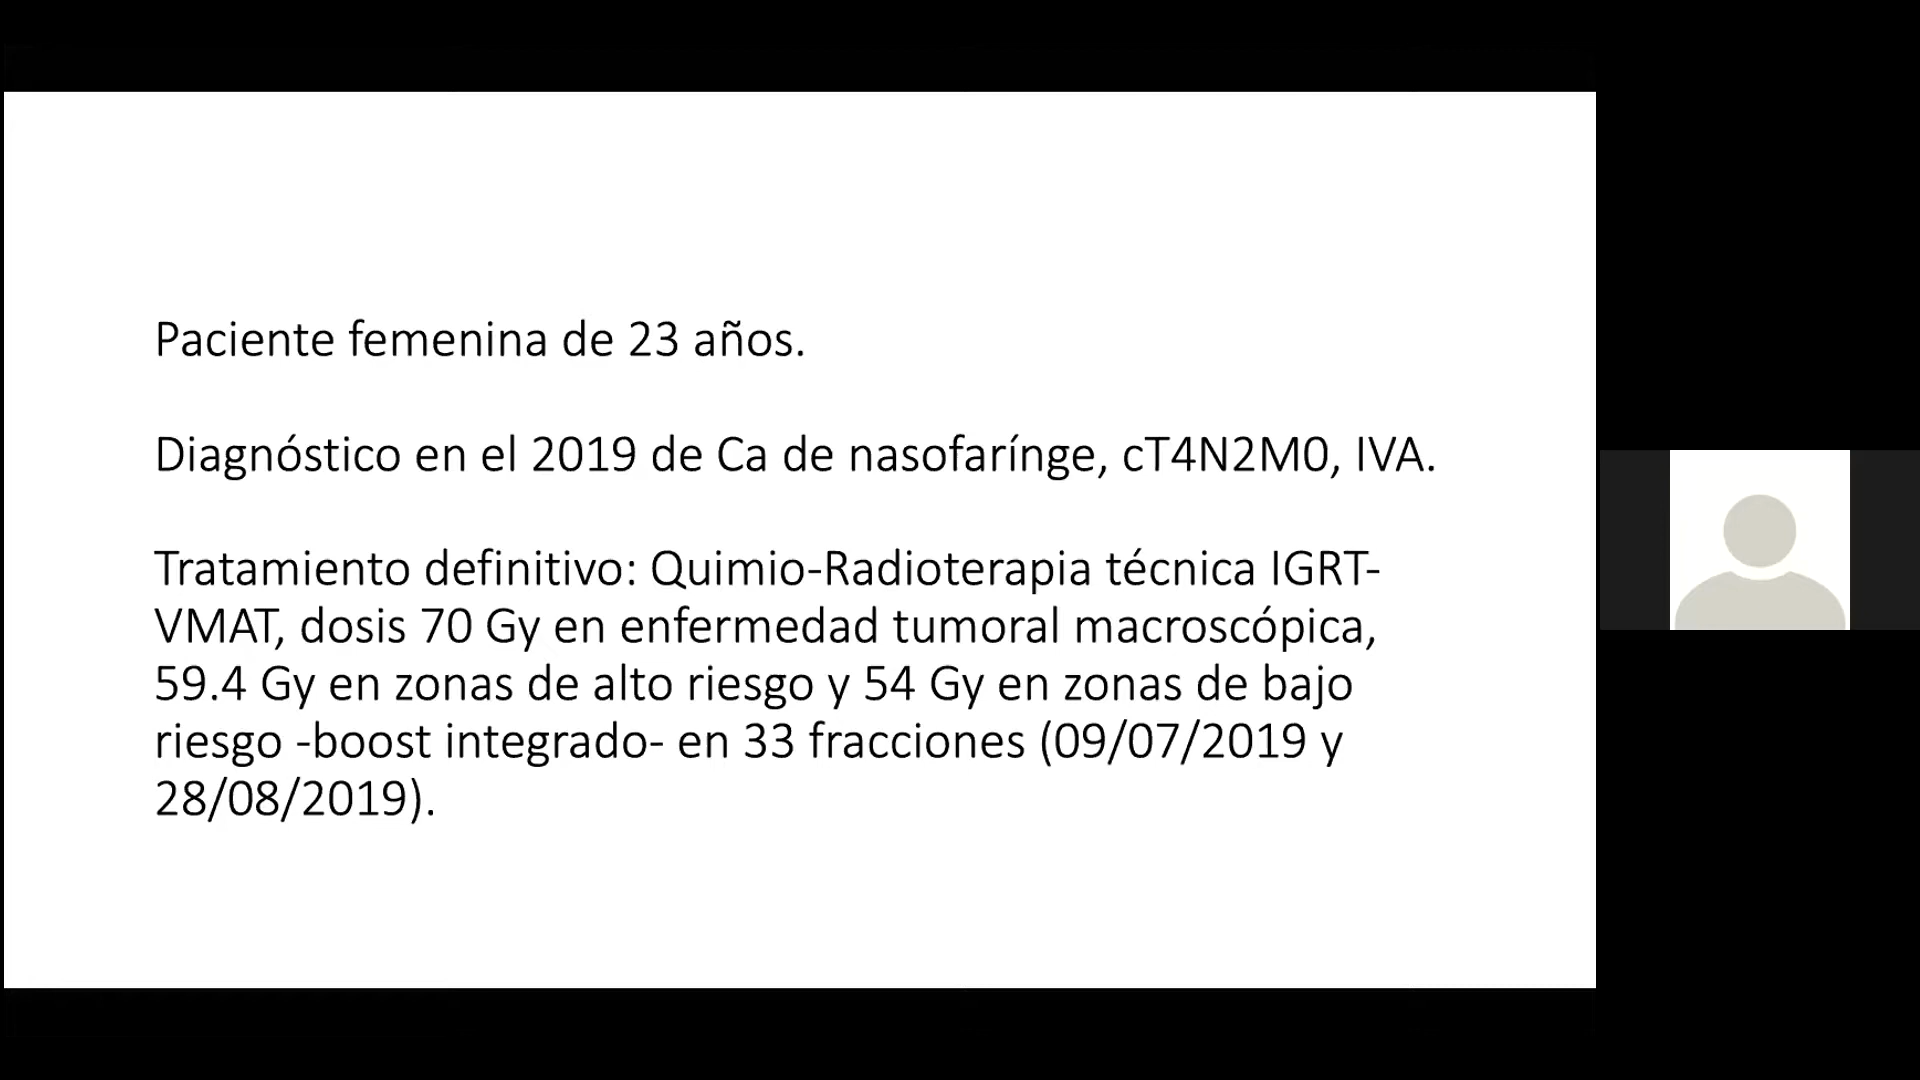 Paciente femenina de 23 años.
Diagnóstico en el 2019 de Ca de nasofarínge, cT4N2M0, IVA.
Tratamiento definitivo: Quimio-Radioterapia técnica IGRT-
VMAT, dosis 70 Gy en enfermedad tumoral macroscópica,
59.4 Gy en zonas de alto riesgo y 54 Gy en zonas de bajo
riesgo -boost integrado- en 33 fracciones (09/07/2019 y
28/08/2019).